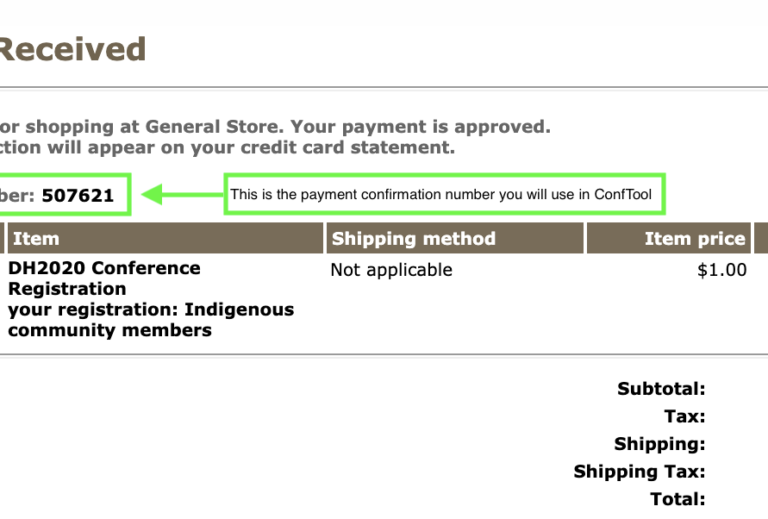 Received
or shopping at General Store. Your payment is approved.
ction will appear on your credit card statement.
ber: 507621
This is the payment confirmation number you will use in ConfTool
Item Shipping method Item price
DH2020 Conference Not applicable $1.00
Registration
your registration: Indigenous
community members
Subtotal:
Tax:
Shipping:
Shipping Tax:
Total: